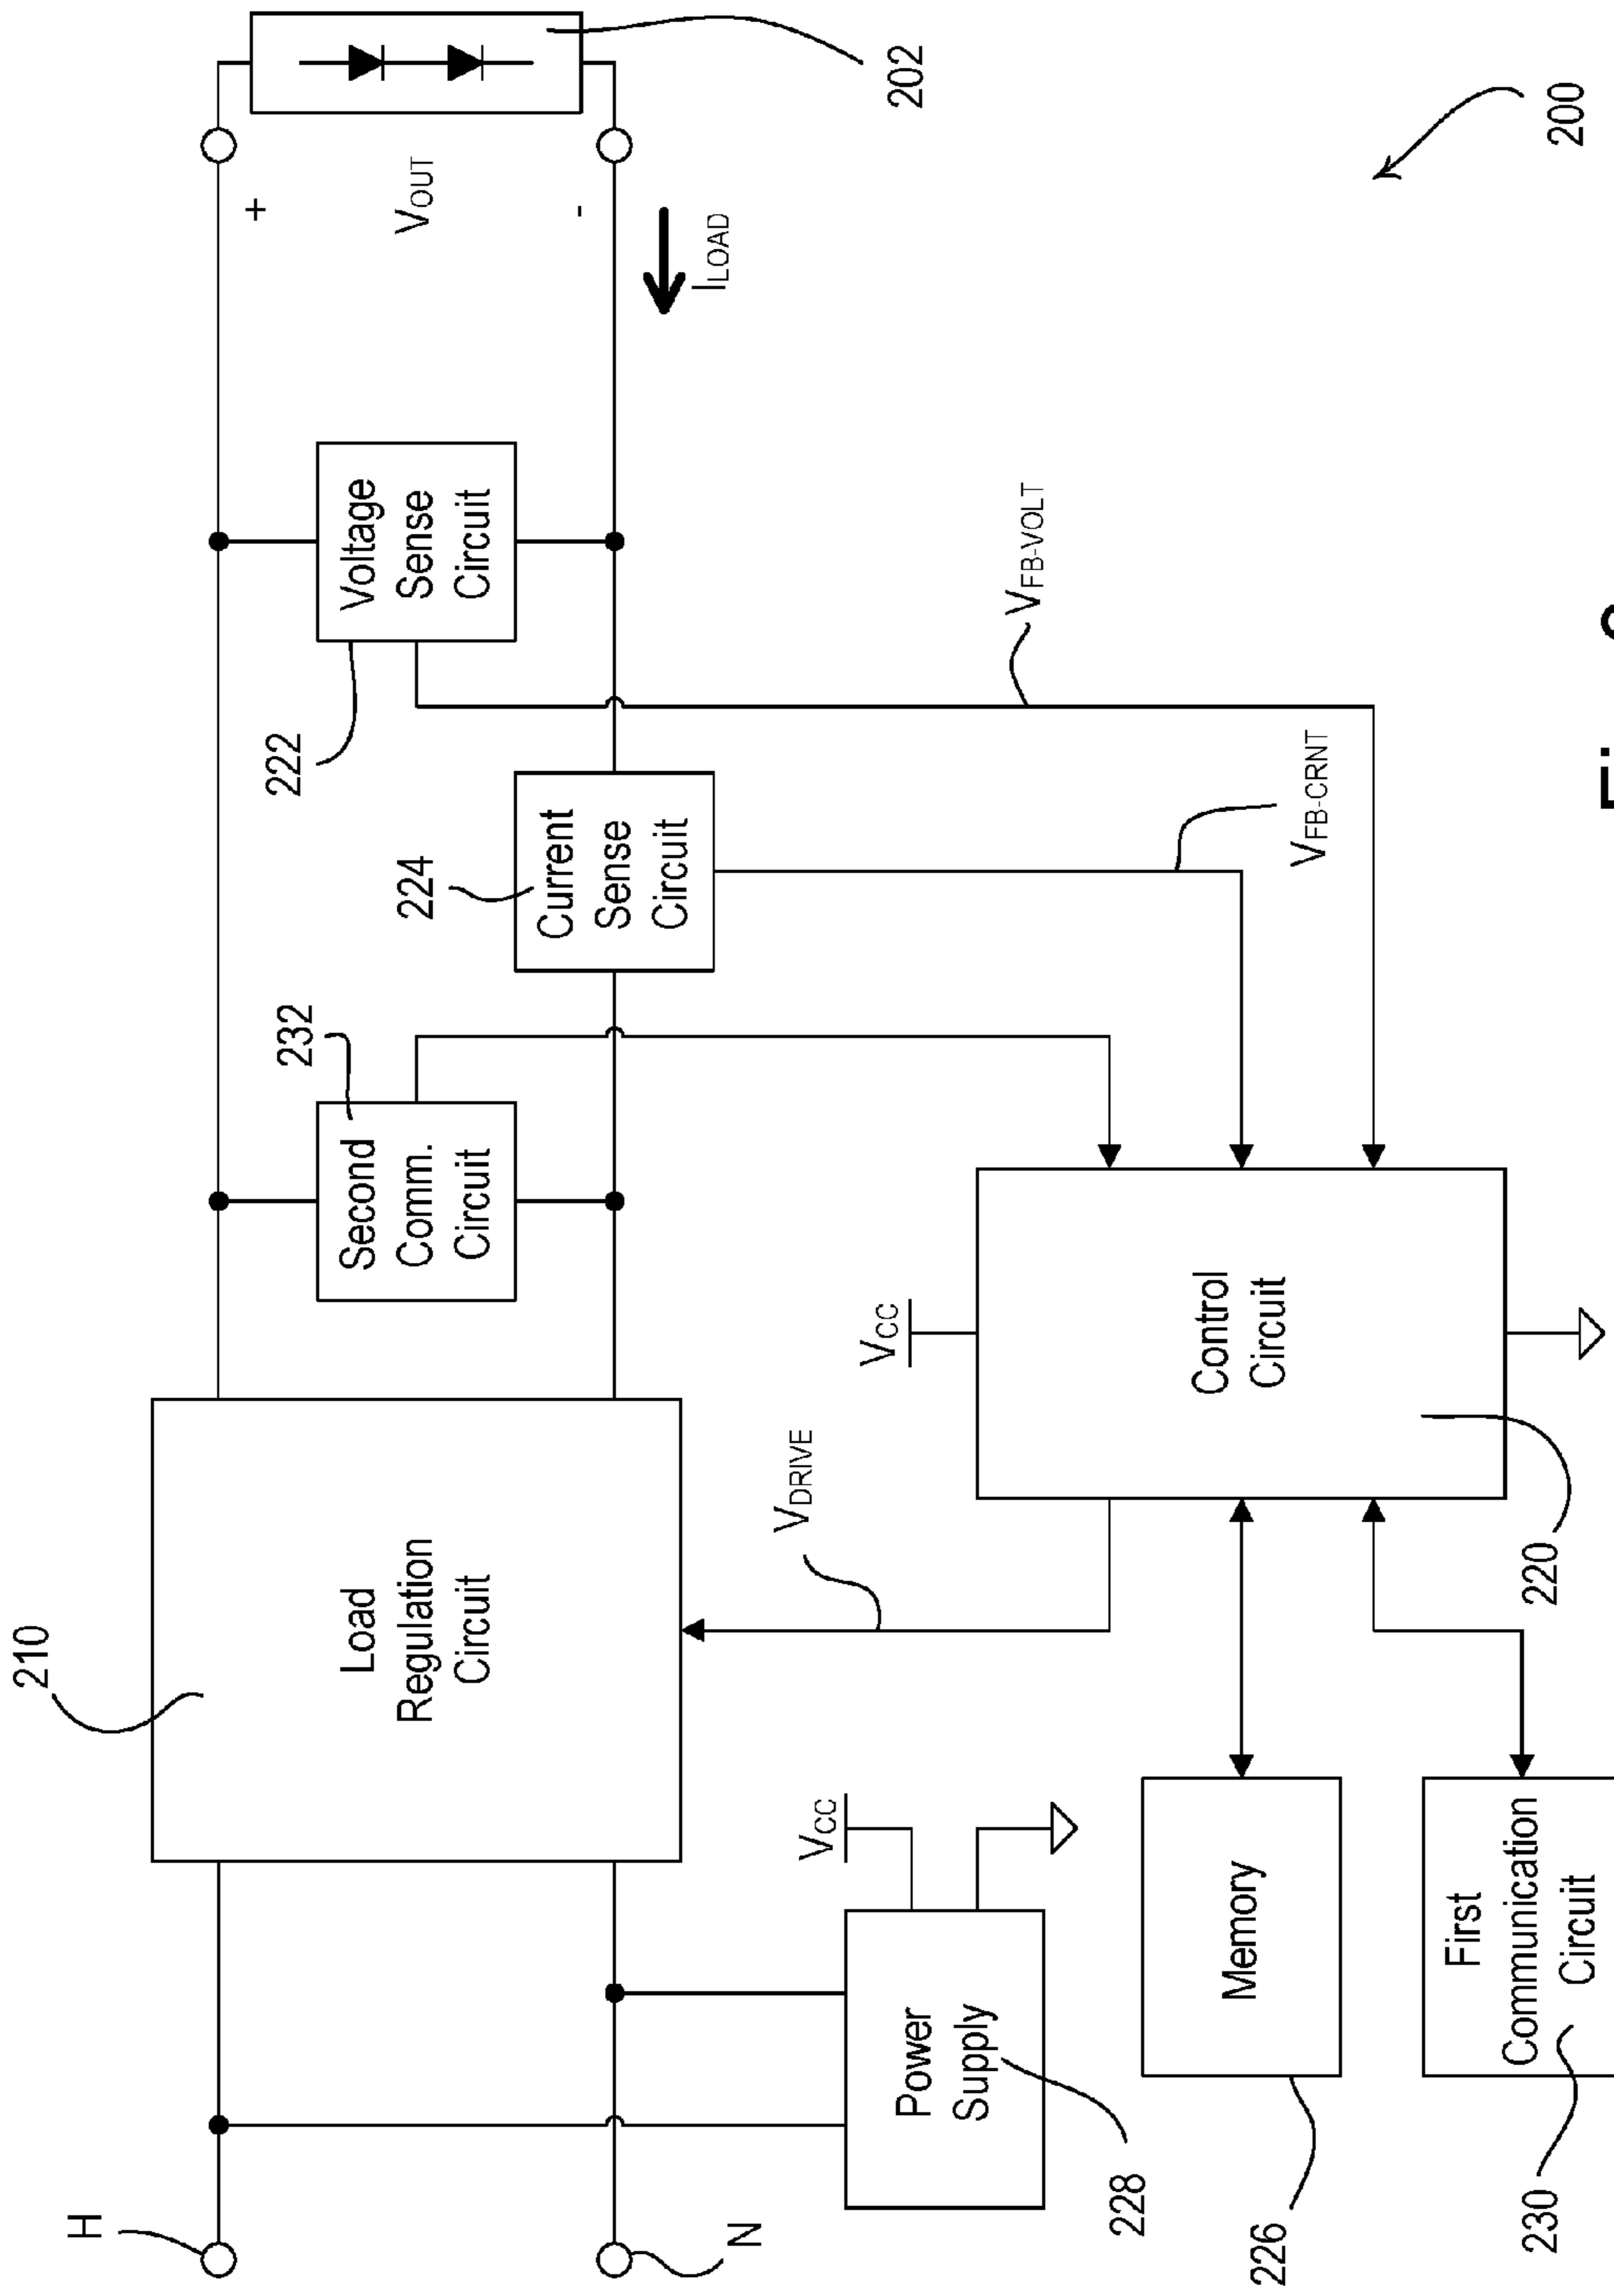 210
H
+
232
222
Load
Regulation
Circuit
Second
Comm.
Circuit
Voltage
Sense
Circuit
VOUT
224
Current
Sense
Circuit
-
ILOAD
N
VDRIVE
VCC
VCC
202
Power
Supply
228
VFB-VOLT
Control
Circuit
Memory
226
VFB-CRNT
First
Communication
Circuit
230
220
200